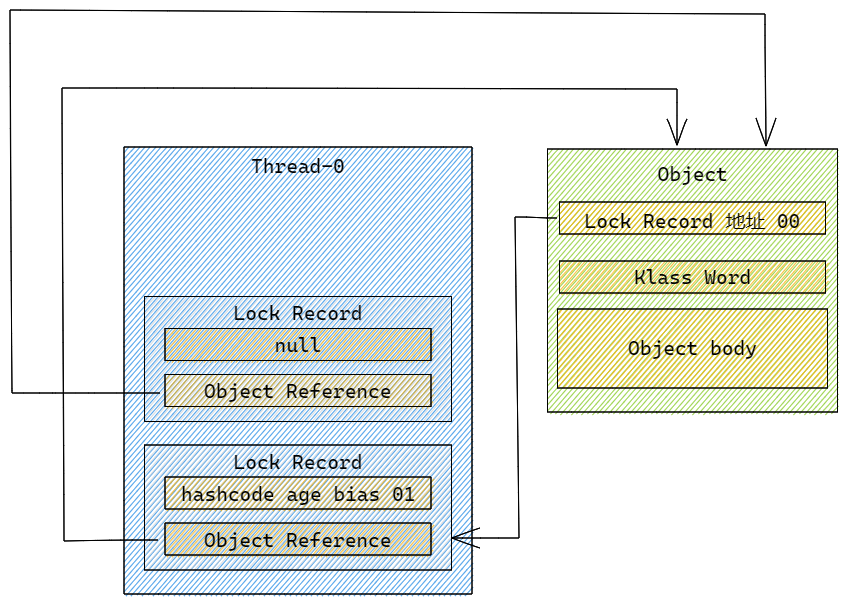 Thread-0
Lock Record
null
Object Reference
Lock Record
hashcode age bias 01
Object Reference
Object
Lock Record 地址 00
Klass Word
Object body